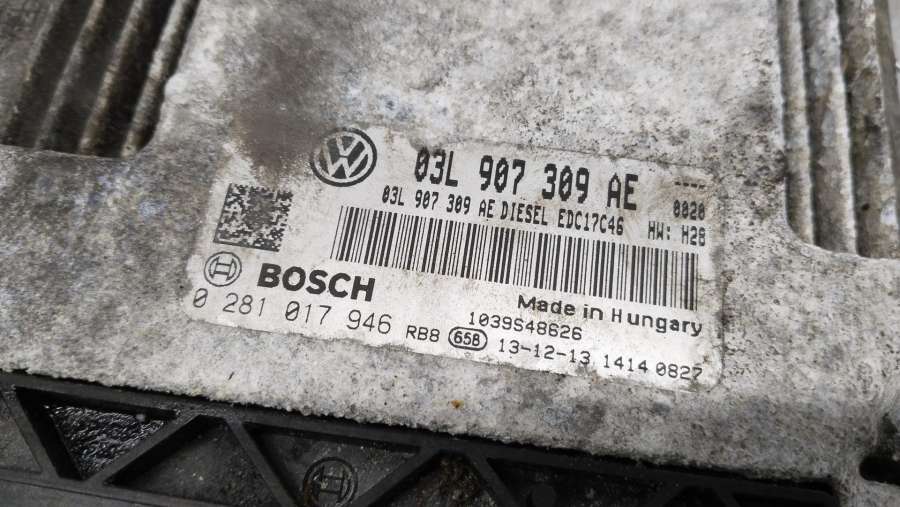 03L 907 309 AE ----
03L 907 309 AE DIESEL EDC17C46 0020
HW: H28
BOSCH
Made in Hungary
0 281 017 946 1039S48626
RB8 658 13-12-13 1414 0827